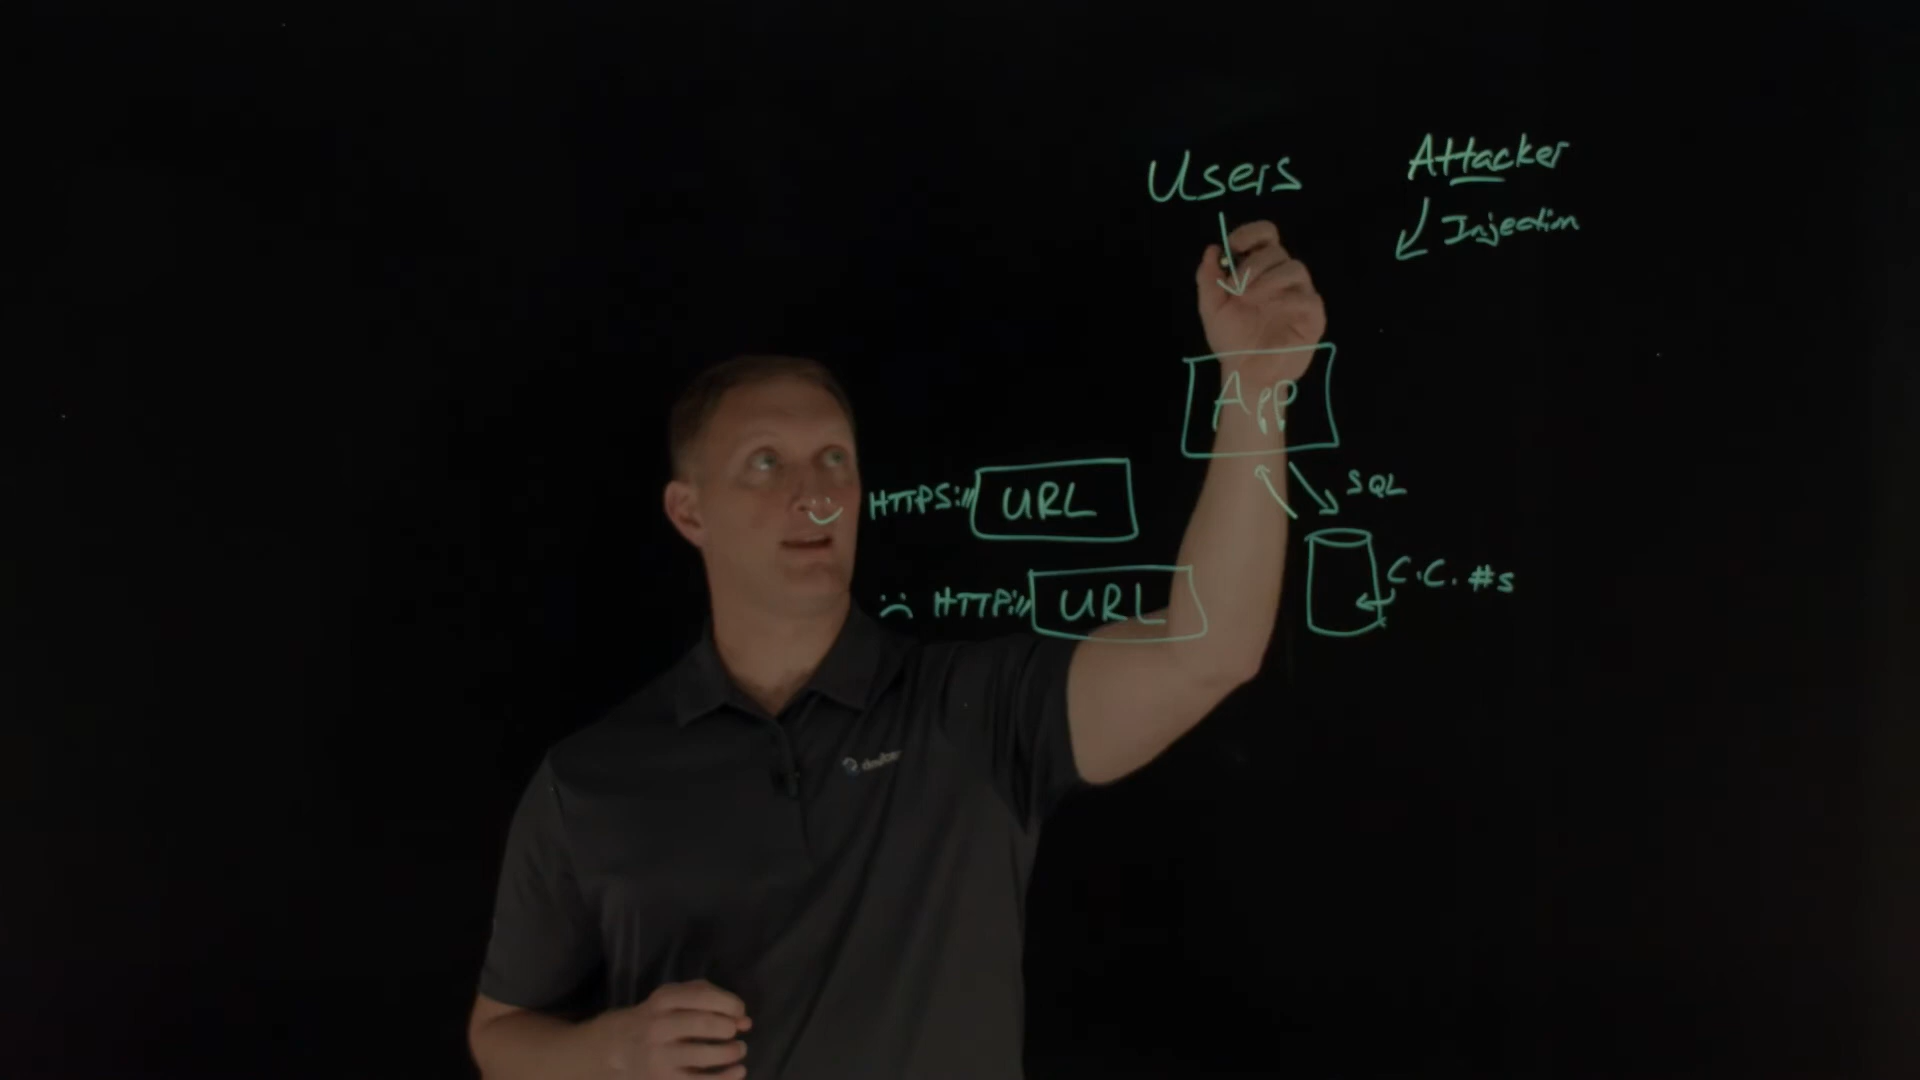 Users
Attacker
Injection
App
SQL
HTTPS:// URL
C.C. #s
HTTP:// URL